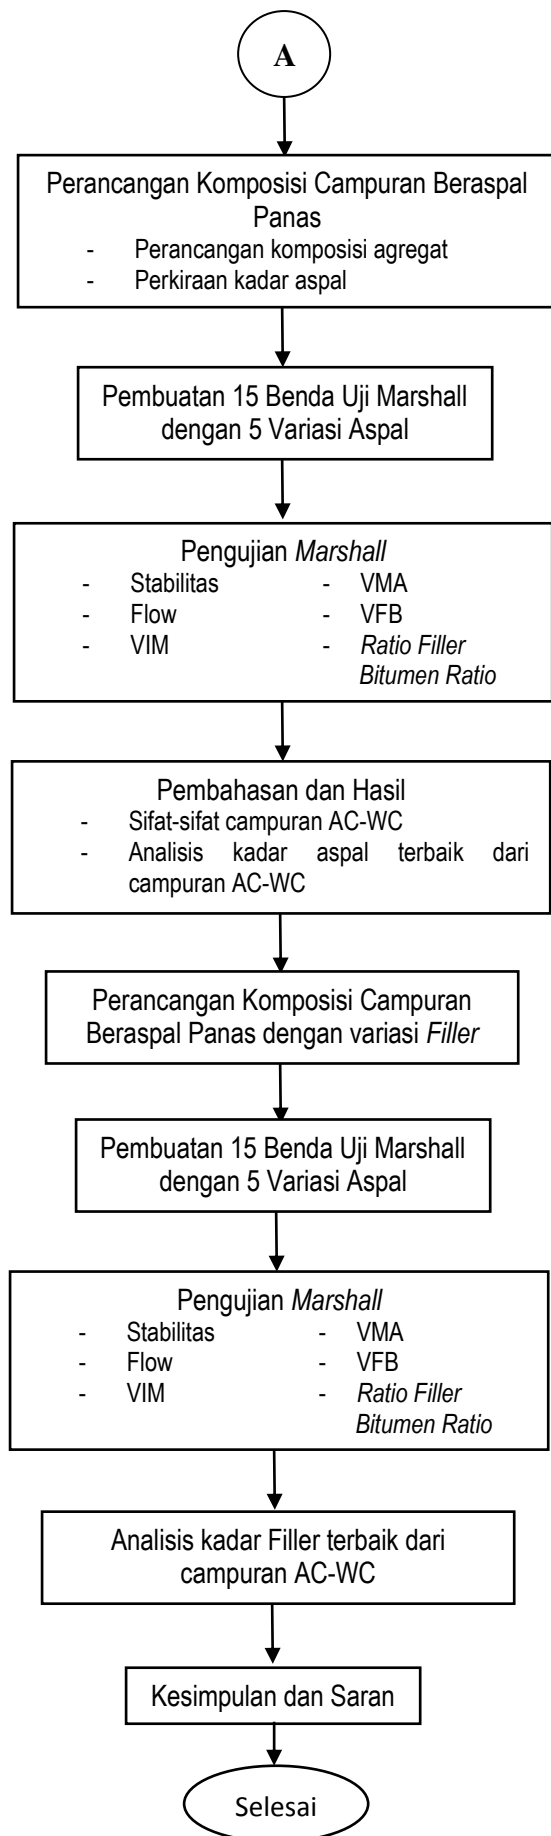 A
Perancangan Komposisi Campuran Beraspal
Panas
- Perancangan komposisi agregat
- Perkiraan kadar aspal
Pembuatan 15 Benda Uji Marshall
dengan 5 Variasi Aspal
Pengujian Marshall
- Stabilitas
- Flow
- VIM
- VMA
- VFB
- Ratio Filler
Bitumen Ratio
Pembahasan dan Hasil
- Sifat-sifat campuran AC-WC
- Analisis kadar aspal terbaik dari
campuran AC-WC
Perancangan Komposisi Campuran
Beraspal Panas dengan variasi Filler
Pembuatan 15 Benda Uji Marshall
dengan 5 Variasi Aspal
Pengujian Marshall
- Stabilitas
- Flow
- VIM
- VMA
- VFB
- Ratio Filler
Bitumen Ratio
Analisis kadar Filler terbaik dari
campuran AC-WC
Kesimpulan dan Saran
Selesai